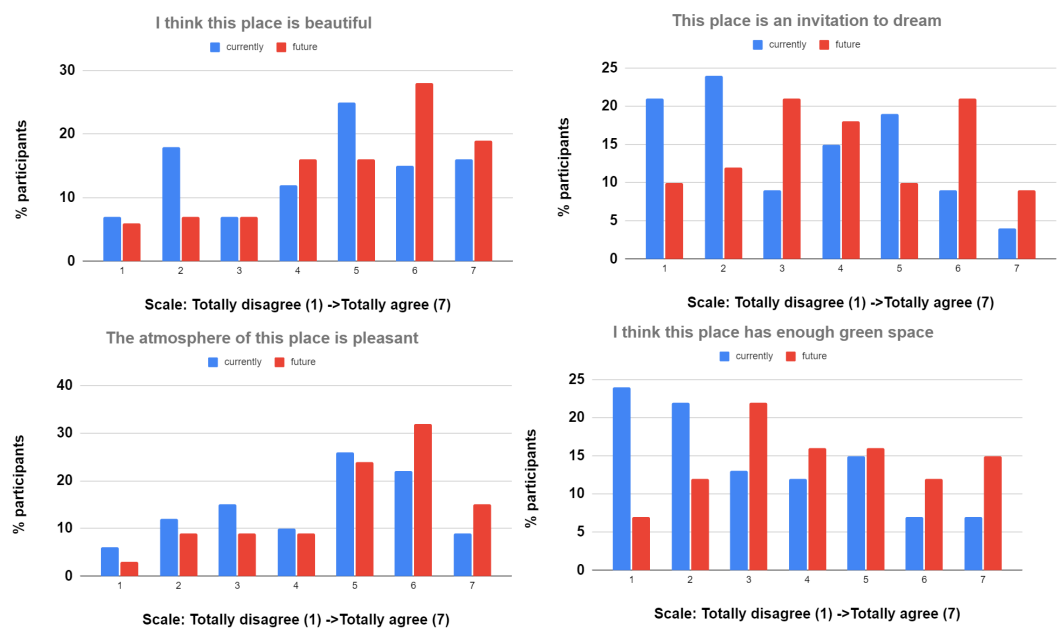 I think this place is beautiful
currently future
30
20
10
0
% participants
1 2 3 4 5 6 7
Scale: Totally disagree (1) ->Totally agree (7)
This place is an invitation to dream
currently future
25
20
15
10
5
0
% participants
1 2 3 4 5 6 7
Scale: Totally disagree (1) ->Totally agree (7)
The atmosphere of this place is pleasant
currently future
40
30
20
10
0
% participants
1 2 3 4 5 6 7
Scale: Totally disagree (1) ->Totally agree (7)
I think this place has enough green space
currently future
25
20
15
10
5
0
% participants
1 2 3 4 5 6 7
Scale: Totally disagree (1) ->Totally agree (7)